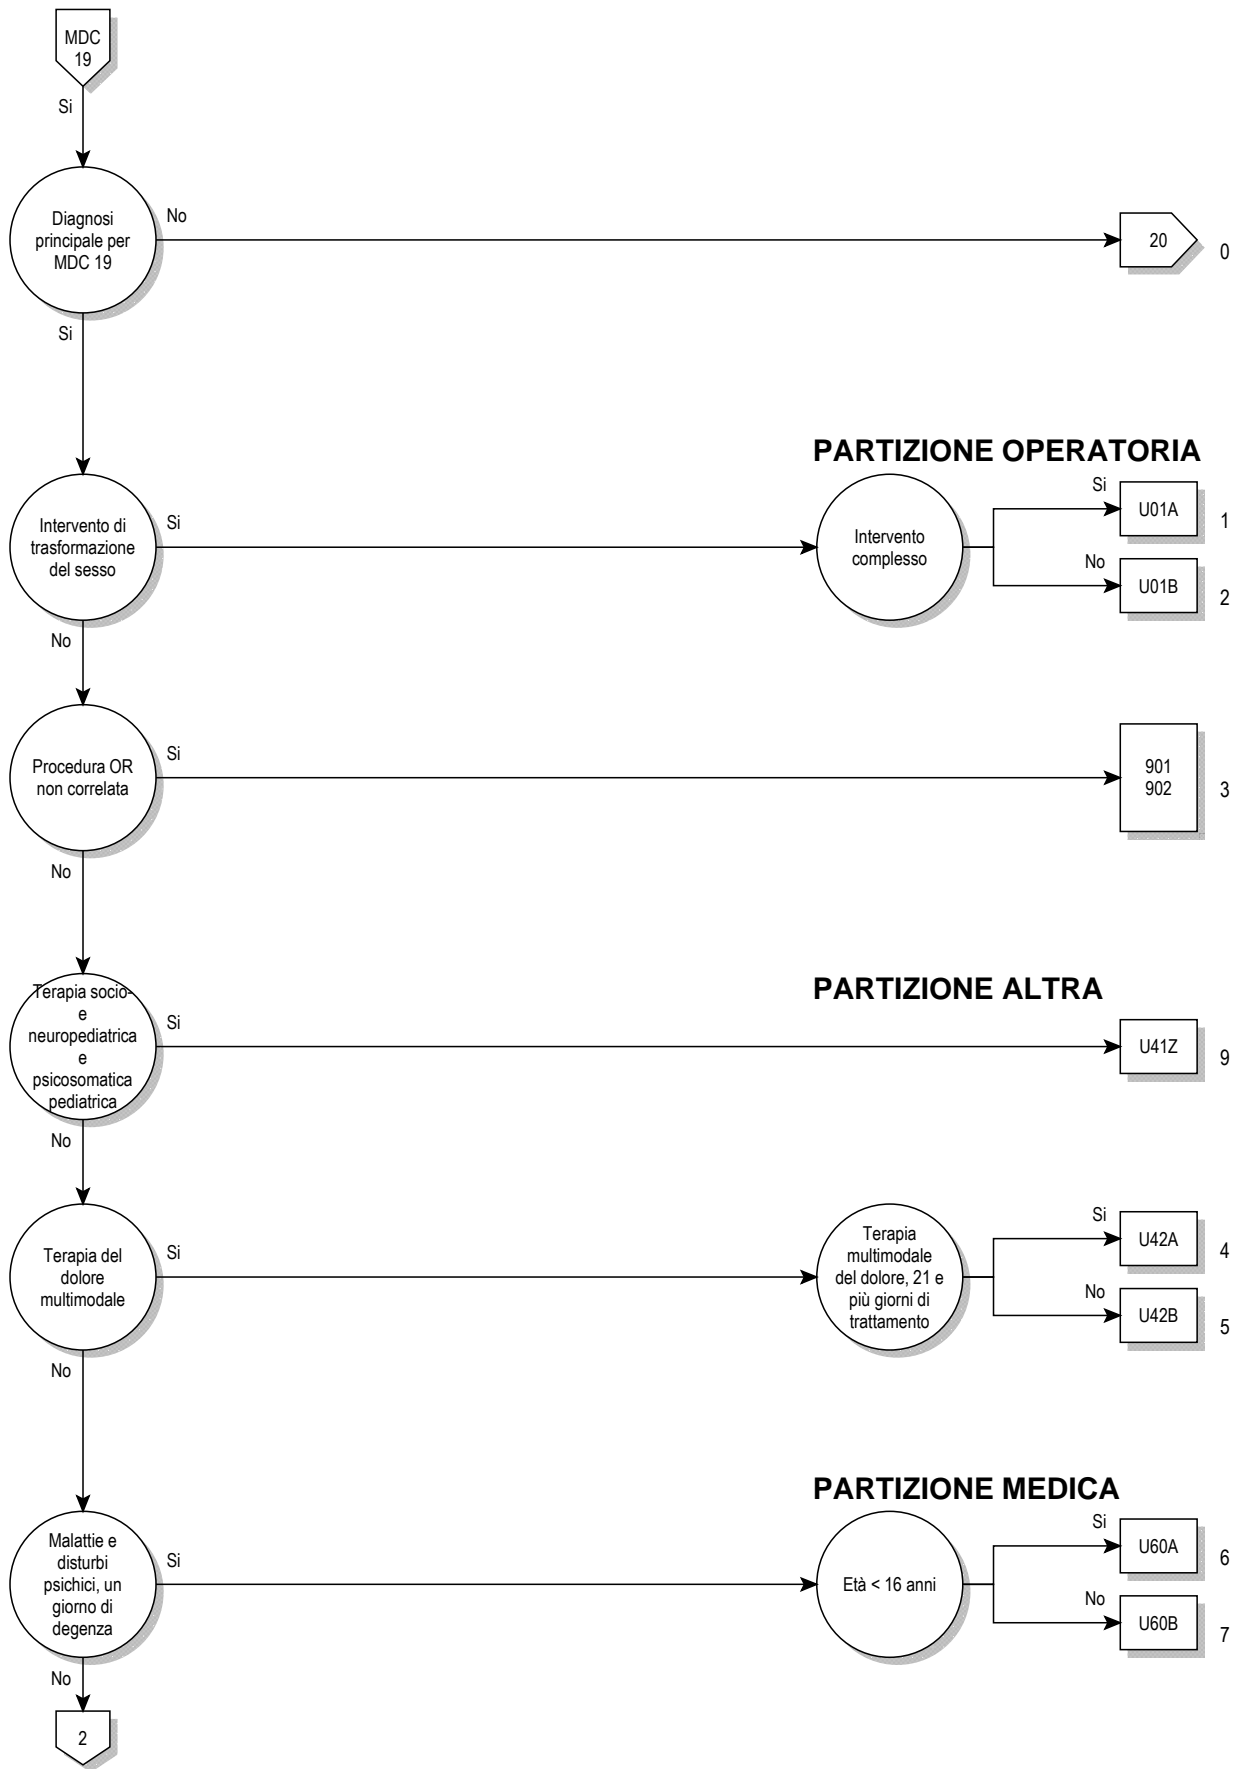 MDC
19
Si
Diagnosi
principale per
MDC 19
No
20
0
Si
PARTIZIONE OPERATORIA
Intervento di
trasformazione
del sesso
Si
Intervento
complesso
Si
U01A
1
No
U01B
2
No
Procedura OR
non correlata
Si
901
902
3
No
PARTIZIONE ALTRA
Terapia socio-
e
neuropediatrica
e
psicosomatica
pediatrica
Si
U41Z
9
No
Terapia del
dolore
multimodale
Si
Terapia
multimodale
del dolore, 21 e
più giorni di
trattamento
Si
U42A
4
No
U42B
5
No
PARTIZIONE MEDICA
Malattie e
disturbi
psichici, un
giorno di
degenza
Si
Età < 16 anni
Si
U60A
6
No
U60B
7
No
2